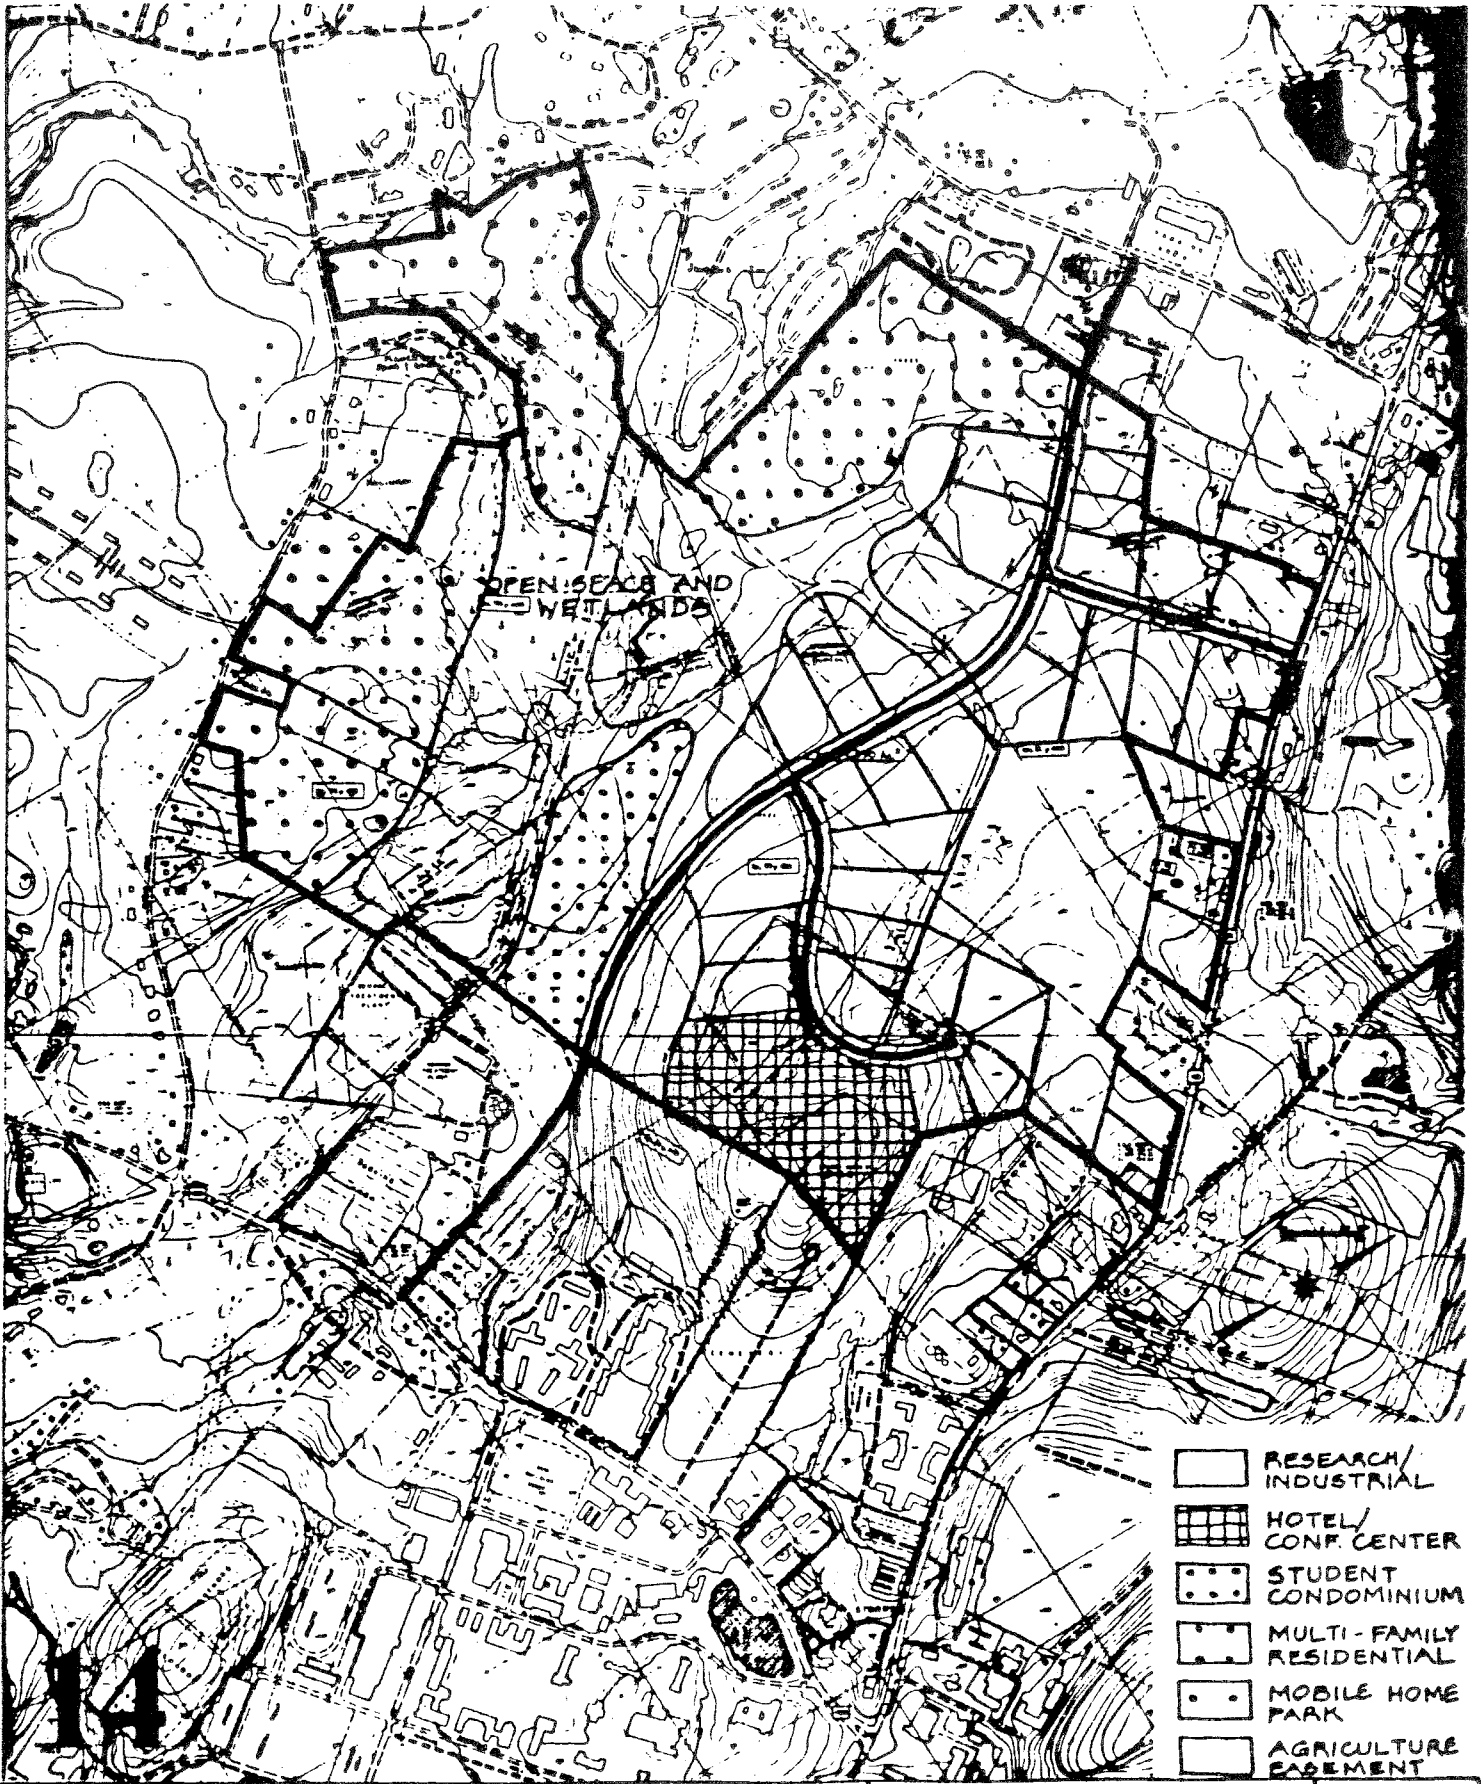 OPEN SPACE AND
WETLANDS
RESEARCH/
INDUSTRIAL
HOTEL/
CONF. CENTER
STUDENT
CONDOMINIUM
MULTI-FAMILY
RESIDENTIAL
MOBILE HOME
PARK
AGRICULTURE
EASEMENT
14